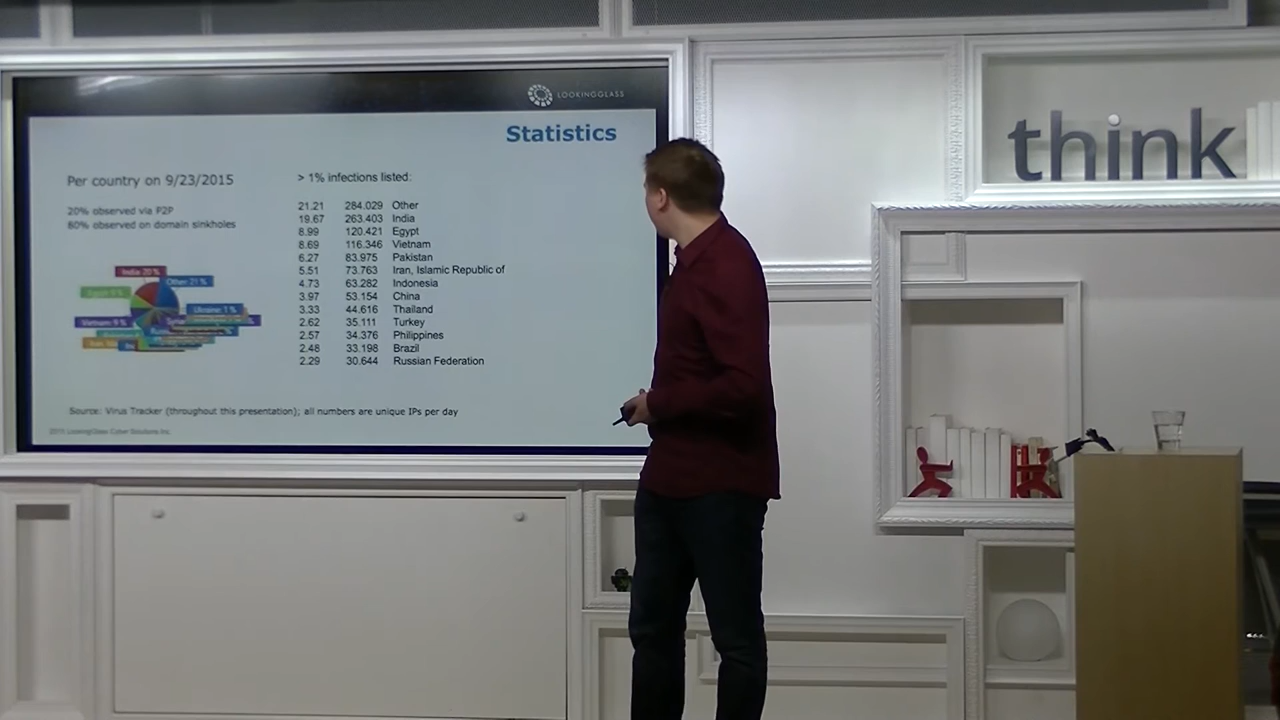 LOOKINGGLASS
think
Statistics
Per country on 9/23/2015
20% observed via P2P
80% observed on domain sinkholes
India 20 %
Other 21 %
Egypt 9 %
Ukraine 1 %
Vietnam 9 %
> 1% infections listed:
21.21 284.029 Other
19.67 263.403 India
8.99 120.421 Egypt
8.69 116.346 Vietnam
6.27 83.975 Pakistan
5.51 73.763 Iran, Islamic Republic of
4.73 63.282 Indonesia
3.97 53.154 China
3.33 44.616 Thailand
2.62 35.111 Turkey
2.57 34.376 Philippines
2.48 33.198 Brazil
2.29 30.644 Russian Federation
Source: Virus Tracker (throughout this presentation); all numbers are unique IPs per day
2015 LookingGlass Cyber Solutions Inc.